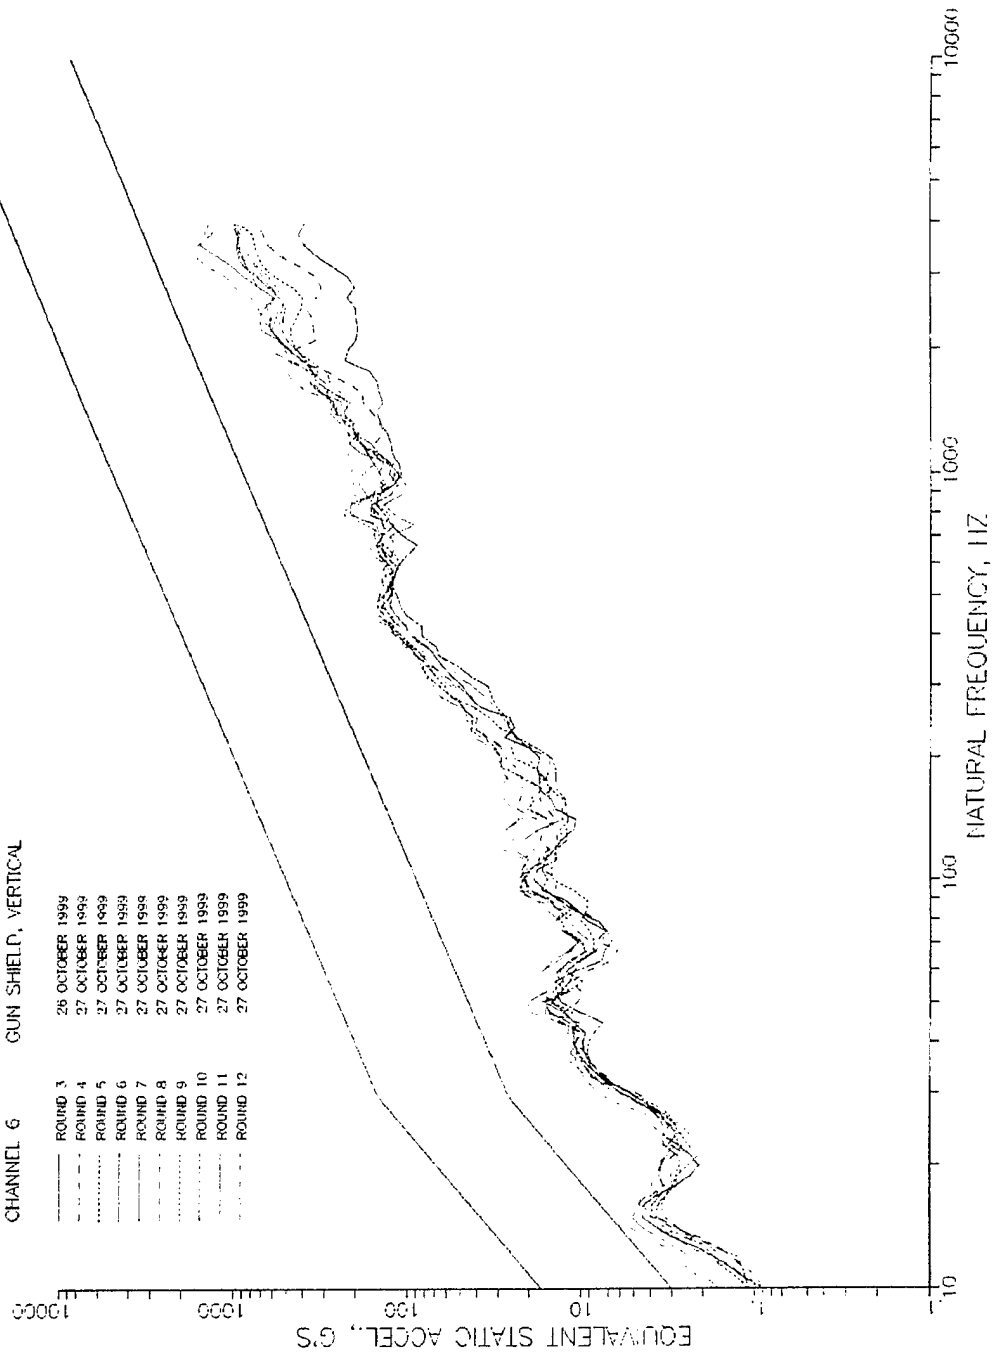 CHANNEL 6 GUN SHIELD, VERTICAL
ROUND 3 26 OCTOBER 1999
ROUND 4 27 OCTOBER 1999
ROUND 5 27 OCTOBER 1999
ROUND 6 27 OCTOBER 1999
ROUND 7 27 OCTOBER 1999
ROUND 8 27 OCTOBER 1999
ROUND 9 27 OCTOBER 1999
ROUND 10 27 OCTOBER 1999
ROUND 11 27 OCTOBER 1999
ROUND 12 27 OCTOBER 1999
EQUIVALENT STATIC ACCEL., G'S
10000
1000
100
10
1
.1
10
100
1000
10000
NATURAL FREQUENCY, HZ